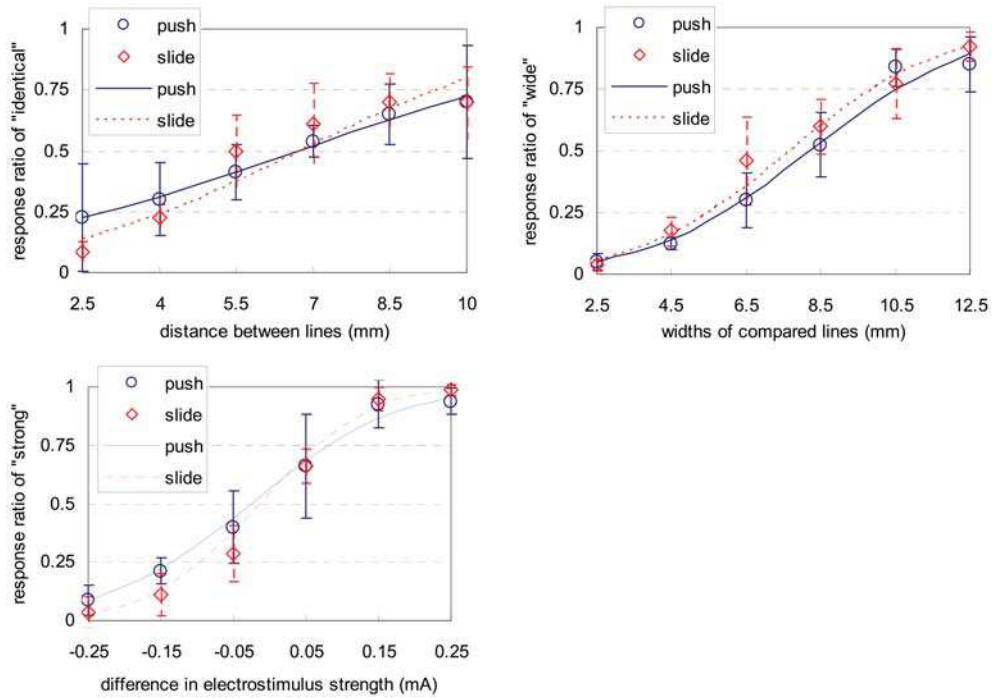 push
slide
push
slide
response ratio of "identical"
1
0.75
0.5
0.25
0
2.5 4 5.5 7 8.5 10
distance between lines (mm)
push
slide
push
slide
response ratio of "wide"
1
0.75
0.5
0.25
0
2.5 4.5 6.5 8.5 10.5 12.5
widths of compared lines (mm)
push
slide
push
slide
response ratio of "strong"
1
0.75
0.5
0.25
0
-0.25 -0.15 -0.05 0.05 0.15 0.25
difference in electrostimulus strength (mA)